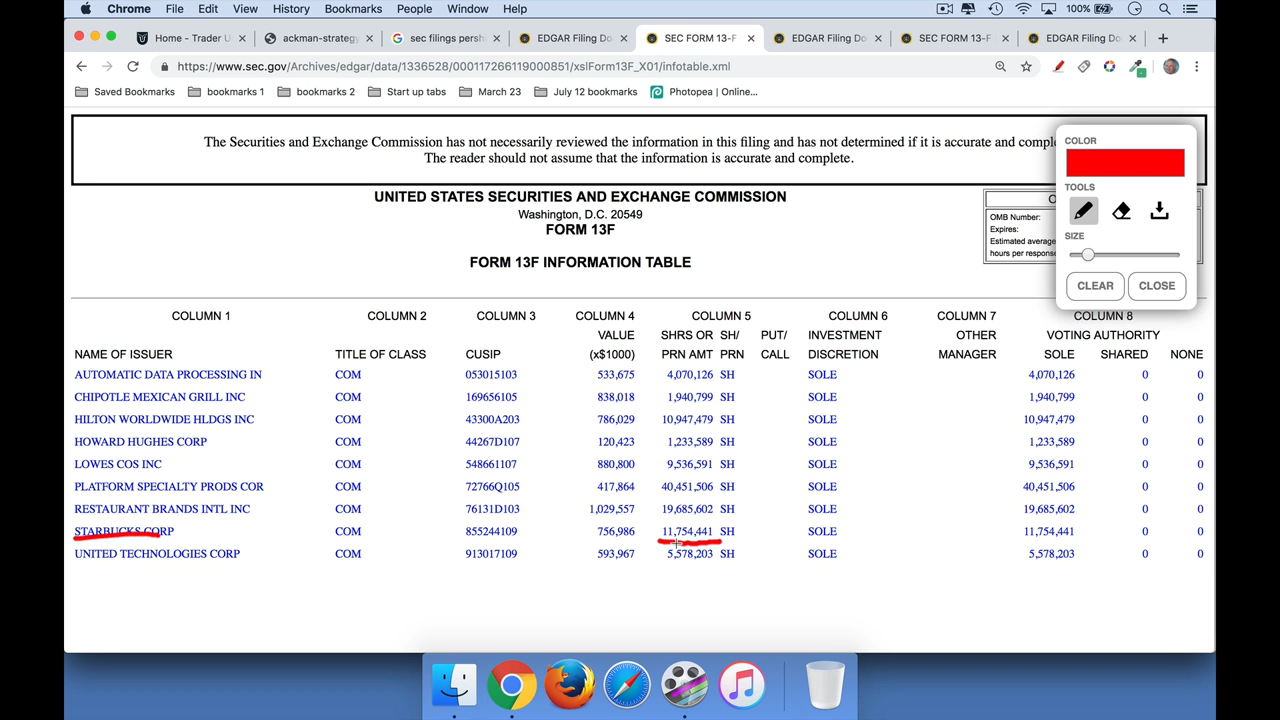 Chrome File Edit View History Bookmarks People Window Help 100%
Home - Trader U ackman-strategy sec filings persh EDGAR Filing Do SEC FORM 13-F EDGAR Filing Do SEC FORM 13-F EDGAR Filing Do
https://www.sec.gov/Archives/edgar/data/1336528/000117266119000851/xslForm13F_X01/infotable.xml
Saved Bookmarks bookmarks 1 bookmarks 2 Start up tabs March 23 July 12 bookmarks Photopea | Online...
The Securities and Exchange Commission has not necessarily reviewed the information in this filing and has not determined if it is accurate and
The reader should not assume that the information is accurate and complete.
COLOR
TOOLS
SIZE
CLEAR CLOSE
UNITED STATES SECURITIES AND EXCHANGE COMMISSION
Washington, D.C. 20549
FORM 13F
FORM 13F INFORMATION TABLE
OMB Number:
Expires:
Estimated average
hours per response
COLUMN 1 COLUMN 2 COLUMN 3 COLUMN 4 COLUMN 5 COLUMN 6 COLUMN 7 COLUMN 8
VALUE SHRS OR SH/ PUT/ INVESTMENT OTHER VOTING AUTHORITY
NAME OF ISSUER TITLE OF CLASS CUSIP (x$1000) PRN AMT PRN CALL DISCRETION MANAGER SOLE SHARED NONE
AUTOMATIC DATA PROCESSING IN COM 053015103 533,675 4,070,126 SH SOLE 4,070,126 0 0
CHIPOTLE MEXICAN GRILL INC COM 169656105 838,018 1,940,799 SH SOLE 1,940,799 0 0
HILTON WORLDWIDE HLDGS INC COM 43300A203 786,029 10,947,479 SH SOLE 10,947,479 0 0
HOWARD HUGHES CORP COM 44267D107 120,423 1,233,589 SH SOLE 1,233,589 0 0
LOWES COS INC COM 548661107 880,800 9,536,591 SH SOLE 9,536,591 0 0
PLATFORM SPECIALTY PRODS COR COM 72766Q105 417,864 40,451,506 SH SOLE 40,451,506 0 0
RESTAURANT BRANDS INTL INC COM 76131D103 1,029,557 19,685,602 SH SOLE 19,685,602 0 0
STARBUCKS CORP COM 855244109 756,986 11,754,441 SH SOLE 11,754,441 0 0
UNITED TECHNOLOGIES CORP COM 913017109 593,967 5,578,203 SH SOLE 5,578,203 0 0